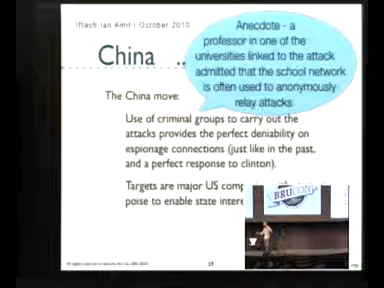 Iftach Ian Amit | October 2010
Anecdote - a
professor in one of the
universities linked to the attack
admitted that the school network
is often used to anonymously
relay attacks
China ..
The China move:
Use of criminal groups to carry out the
attacks provides the perfect deniability on
espionage connections (just like in the past,
and a perfect response to clinton).
Targets are major US comp
poise to enable state intere
BRUCON